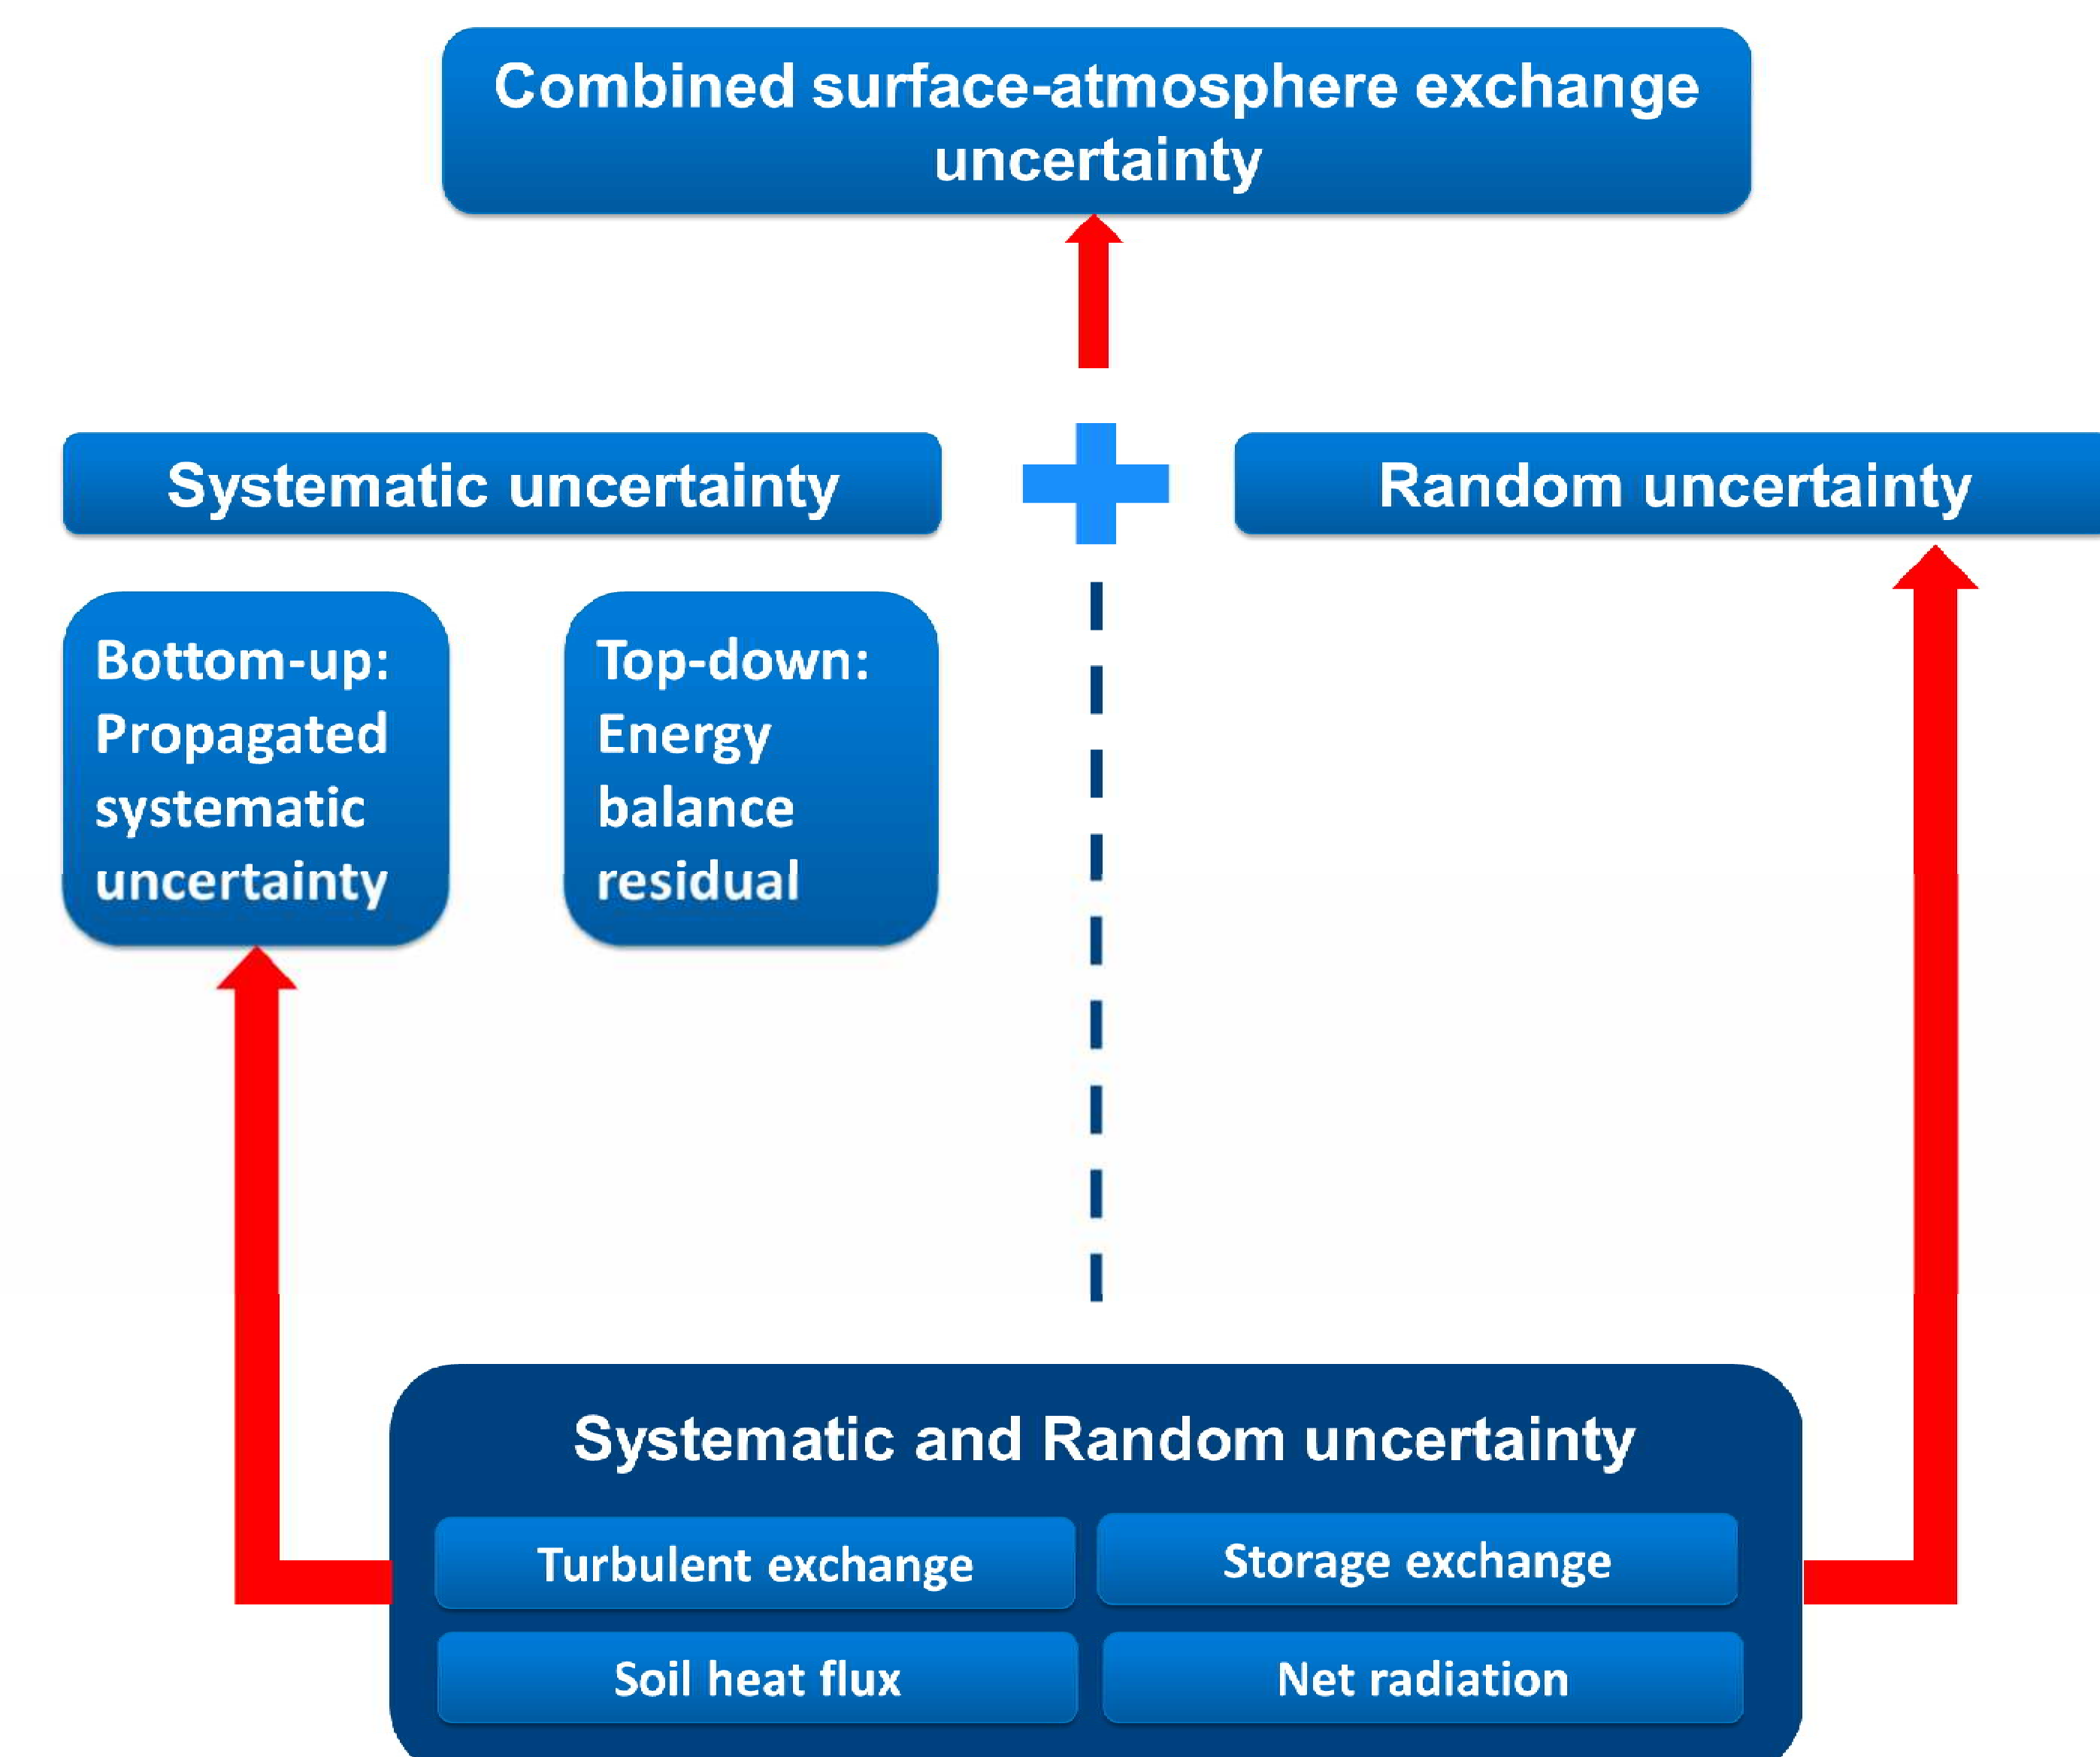 Combined surface-atmosphere exchange
uncertainty
Systematic uncertainty
Random uncertainty
Bottom-up:
Propagated
systematic
uncertainty
Top-down:
Energy
balance
residual
Systematic and Random uncertainty
Turbulent exchange
Storage exchange
Soil heat flux
Net radiation